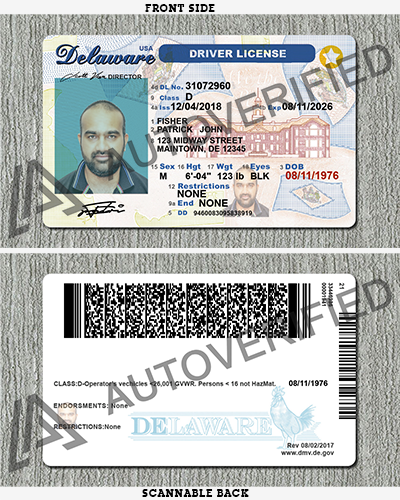 FRONT SIDE
Delaware USA
DRIVER LICENSE
DIRECTOR
4d DL No. 31072960
9 Class D
4a Iss 12/04/2018 4b Exp 08/11/2026
1 FISHER
2 PATRICK JOHN
8 123 MIDWAY STREET
MAINTOWN, DE 12345
15 Sex 16 Hgt 17 Wgt 18 Eyes 3 DOB
M 6'-04" 123 lb BLK 08/11/1976
12 Restrictions
NONE
9a End NONE
5 DD 9460083095838919
AUTOVERIFIED
CLASS:D-Operator's vechicles <26,001 GVWR. Persons < 16 not HazMat. 08/11/1976
ENDORSEMENTS: None
RESTRICTIONS:None
DELAWARE
Rev 08/02/2017
www.dmv.de.gov
AUTOVERIFIED
SCANNABLE BACK